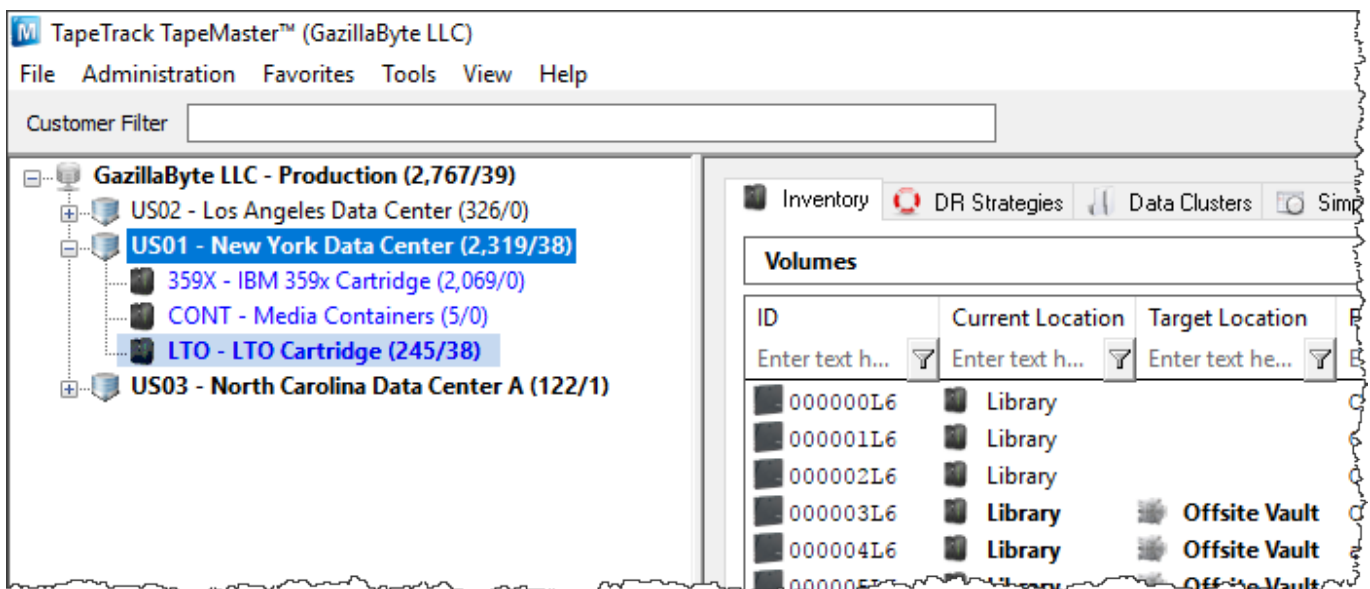 TapeTrack TapeMaster™ (GazillaByte LLC)
File Administration Favorites Tools View Help
Customer Filter
GazillaByte LLC - Production (2,767/39)
US02 - Los Angeles Data Center (326/0)
US01 - New York Data Center (2,319/38)
359X - IBM 359x Cartridge (2,069/0)
CONT - Media Containers (5/0)
LTO - LTO Cartridge (245/38)
US03 - North Carolina Data Center A (122/1)
Inventory DR Strategies Data Clusters
Volumes
ID Current Location Target Location
Enter text h... Enter text h... Enter text he...
000000L6 Library
000001L6 Library
000002L6 Library
000003L6 Library Offsite Vault
000004L6 Library Offsite Vault
Library Offsite Vault